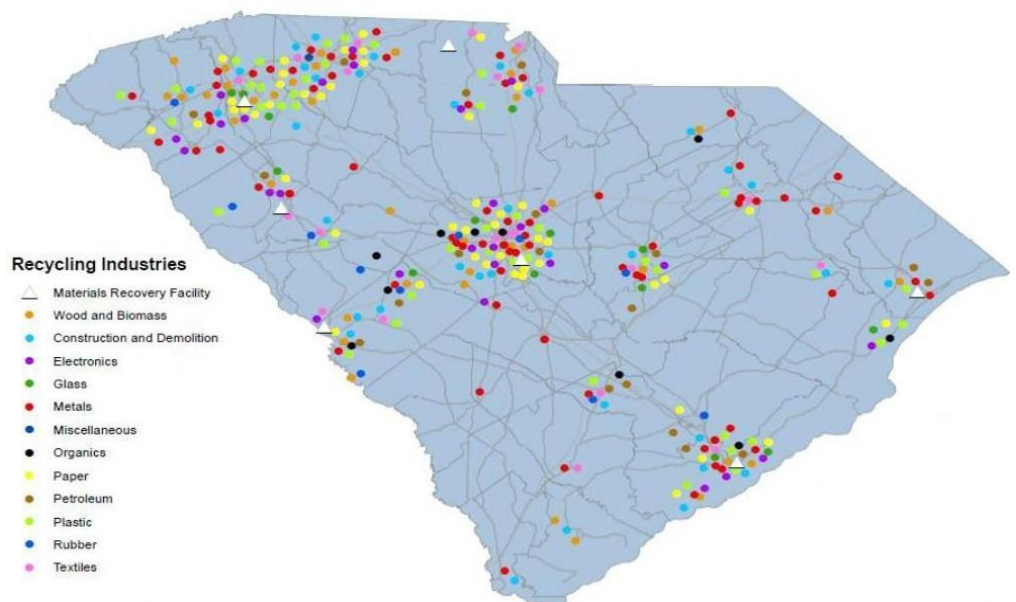 Recycling Industries
Materials Recovery Facility
Wood and Biomass
Construction and Demolition
Electronics
Glass
Metals
Miscellaneous
Organics
Paper
Petroleum
Plastic
Rubber
Textiles